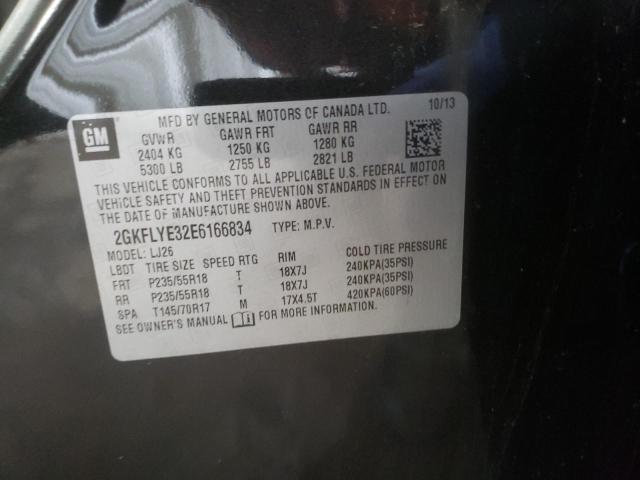 MFD BY GENERAL MOTORS OF CANADA LTD. 10/13
GM
GVWR GAWR FRT GAWR RR
2404 KG 1250 KG 1280 KG
5300 LB 2755 LB 2821 LB
THIS VEHICLE CONFORMS TO ALL APPLICABLE U.S. FEDERAL MOTOR
VEHICLE SAFETY AND THEFT PREVENTION STANDARDS IN EFFECT ON
THE DATE OF MANUFACTURE SHOWN ABOVE.
2GKFLYE32E6166834 TYPE: M.P.V.
MODEL: LJ26
LBDT TIRE SIZE SPEED RTG RIM COLD TIRE PRESSURE
FRT P235/55R18 T 18X7J 240KPA(35PSI)
RR P235/55R18 T 18X7J 240KPA(35PSI)
SPA T145/70R17 M 17X4.5T 420KPA(60PSI)
SEE OWNER'S MANUAL FOR MORE INFORMATION.